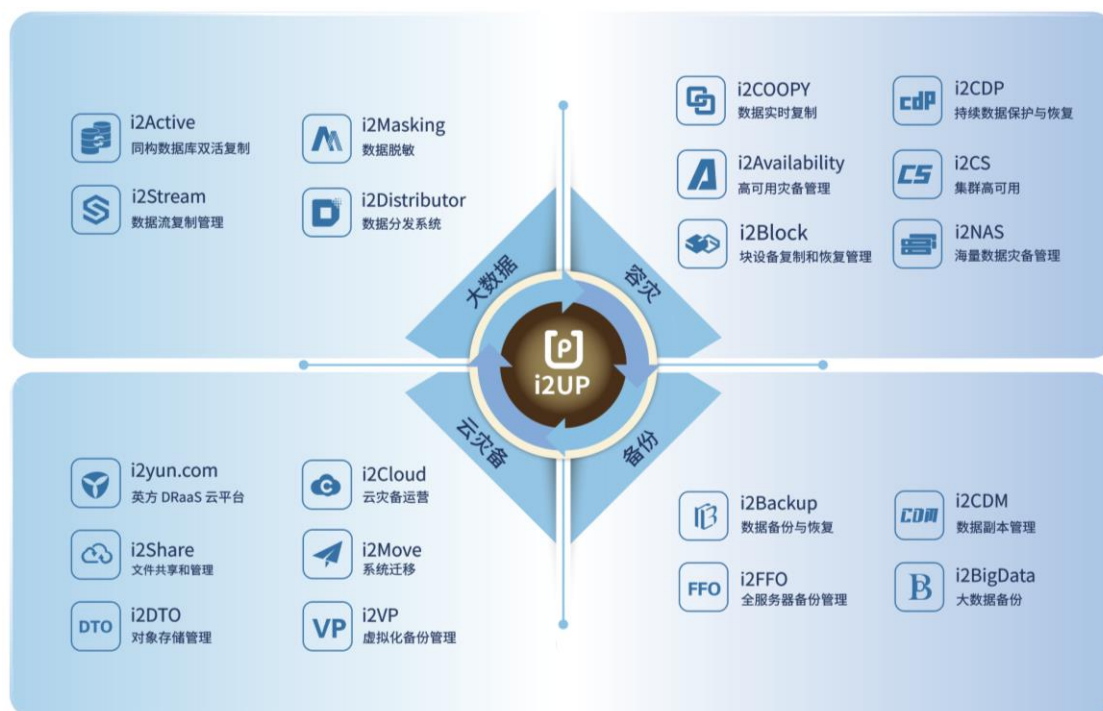 i2Active
同构数据库双活复制
i2Masking
数据脱敏
i2Stream
数据流复制管理
i2Distributor
数据分发系统
大数据
i2COOPY
数据实时复制
cdp
i2CDP
持续数据保护与恢复
i2Availability
高可用灾备管理
CS
i2CS
集群高可用
i2Block
块设备复制和恢复管理
i2NAS
海量数据灾备管理
容灾
P
i2UP
云灾备
i2yun.com
英方 DRaaS 云平台
C
i2Cloud
云灾备运营
i2Share
文件共享和管理
i2Move
系统迁移
DTO
i2DTO
对象存储管理
VP
i2VP
虚拟化备份管理
备份
i2Backup
数据备份与恢复
CDM
i2CDM
数据副本管理
FFO
i2FFO
全服务器备份管理
B
i2BigData
大数据备份